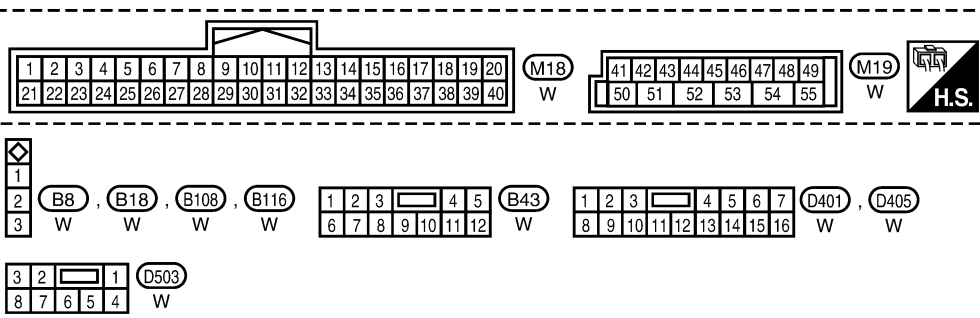 1 2 3 4 5 6 7 8 9 10 11 12 13 14 15 16 17 18 19 20
21 22 23 24 25 26 27 28 29 30 31 32 33 34 35 36 37 38 39 40
M18
W
41 42 43 44 45 46 47 48 49
50 51 52 53 54 55
M19
W
H.S.
1
2
3
B8 , B18 , B108 , B116
W W W W
1 2 3 4 5
6 7 8 9 10 11 12
B43
W
1 2 3 4 5 6 7
8 9 10 11 12 13 14 15 16
D401 , D405
W W
3 2 1
8 7 6 5 4
D503
W